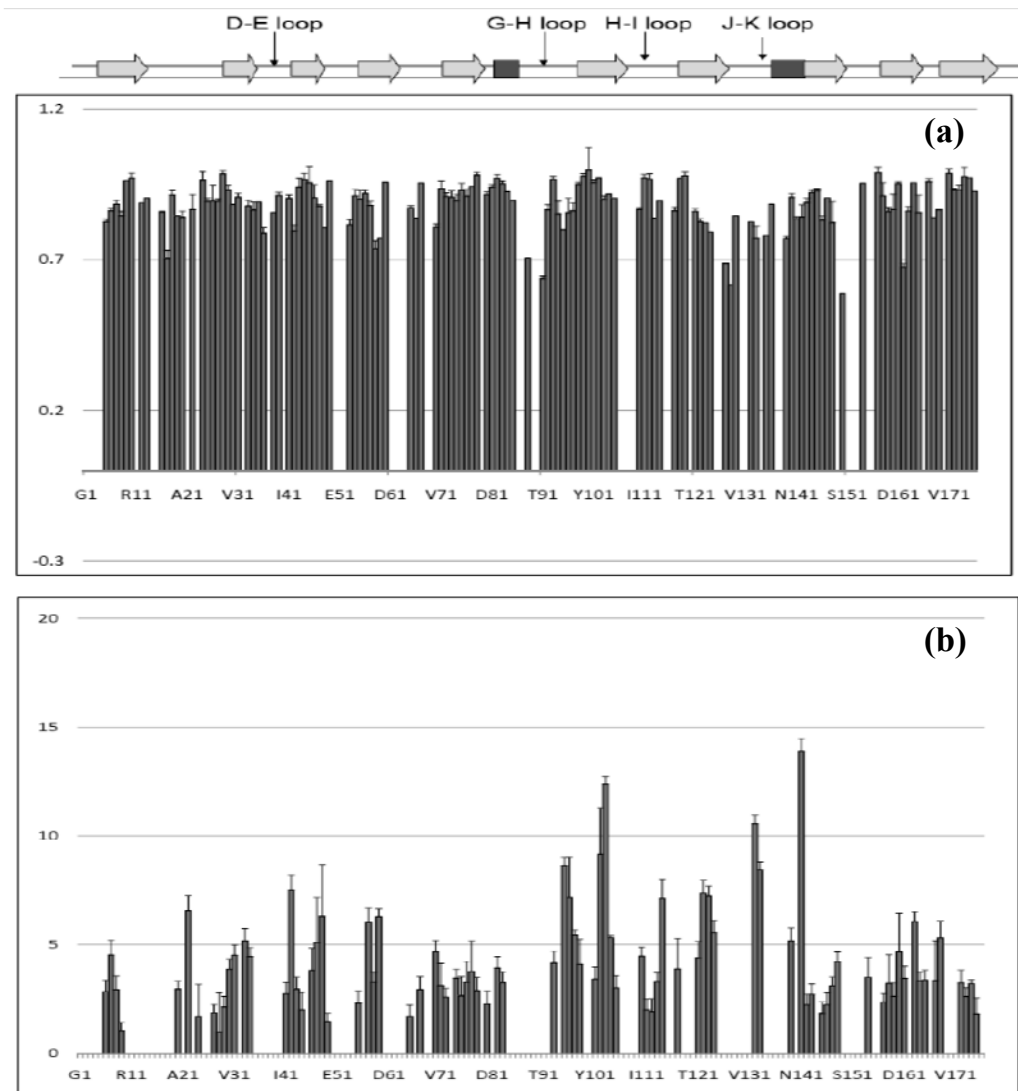 D-E loop G-H loop H-I loop J-K loop
(a)
1.2
0.7
0.2
G1 R11 A21 V31 I41 E51 D61 V71 D81 T91 Y101 I111 T121 V131 N141 S151 D161 V171
-0.3
(b)
20
15
10
5
0
G1 R11 A21 V31 I41 E51 D61 V71 D81 T91 Y101 I111 T121 V131 N141 S151 D161 V171